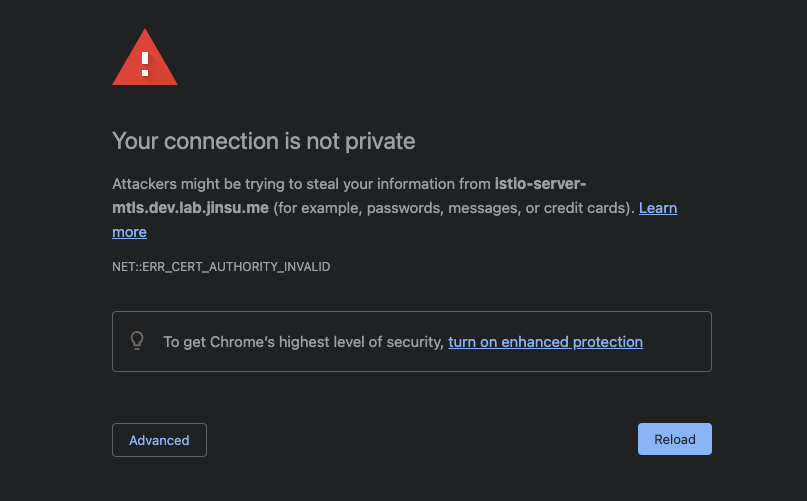 Your connection is not private
Attackers might be trying to steal your information from istio-server-
mtls.dev.lab.jinsu.me (for example, passwords, messages, or credit cards). Learn
more
NET::ERR_CERT_AUTHORITY_INVALID
To get Chrome’s highest level of security, turn on enhanced protection
Advanced
Reload